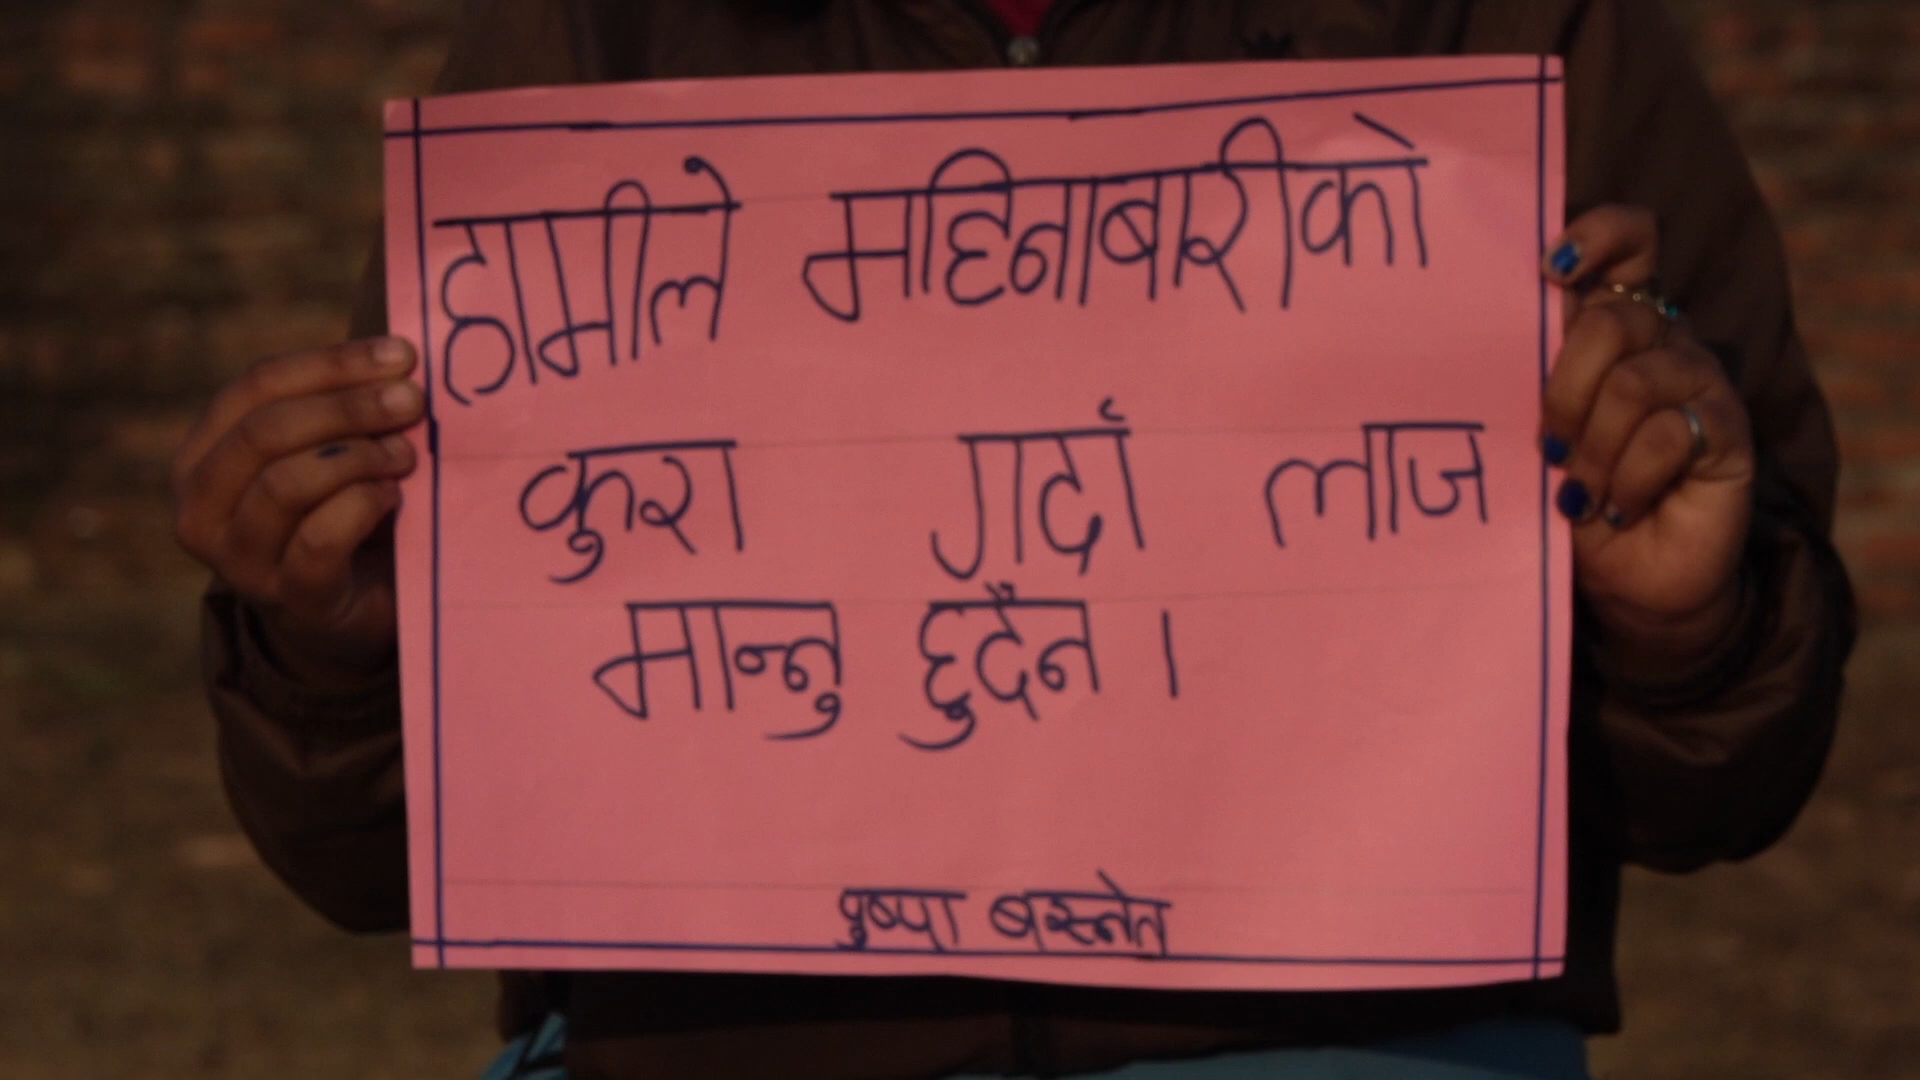 हामीले महिनाबारीको
कुरा गर्दा लाज
मान्नु हुदैन ।
पुष्पा बस्नेत